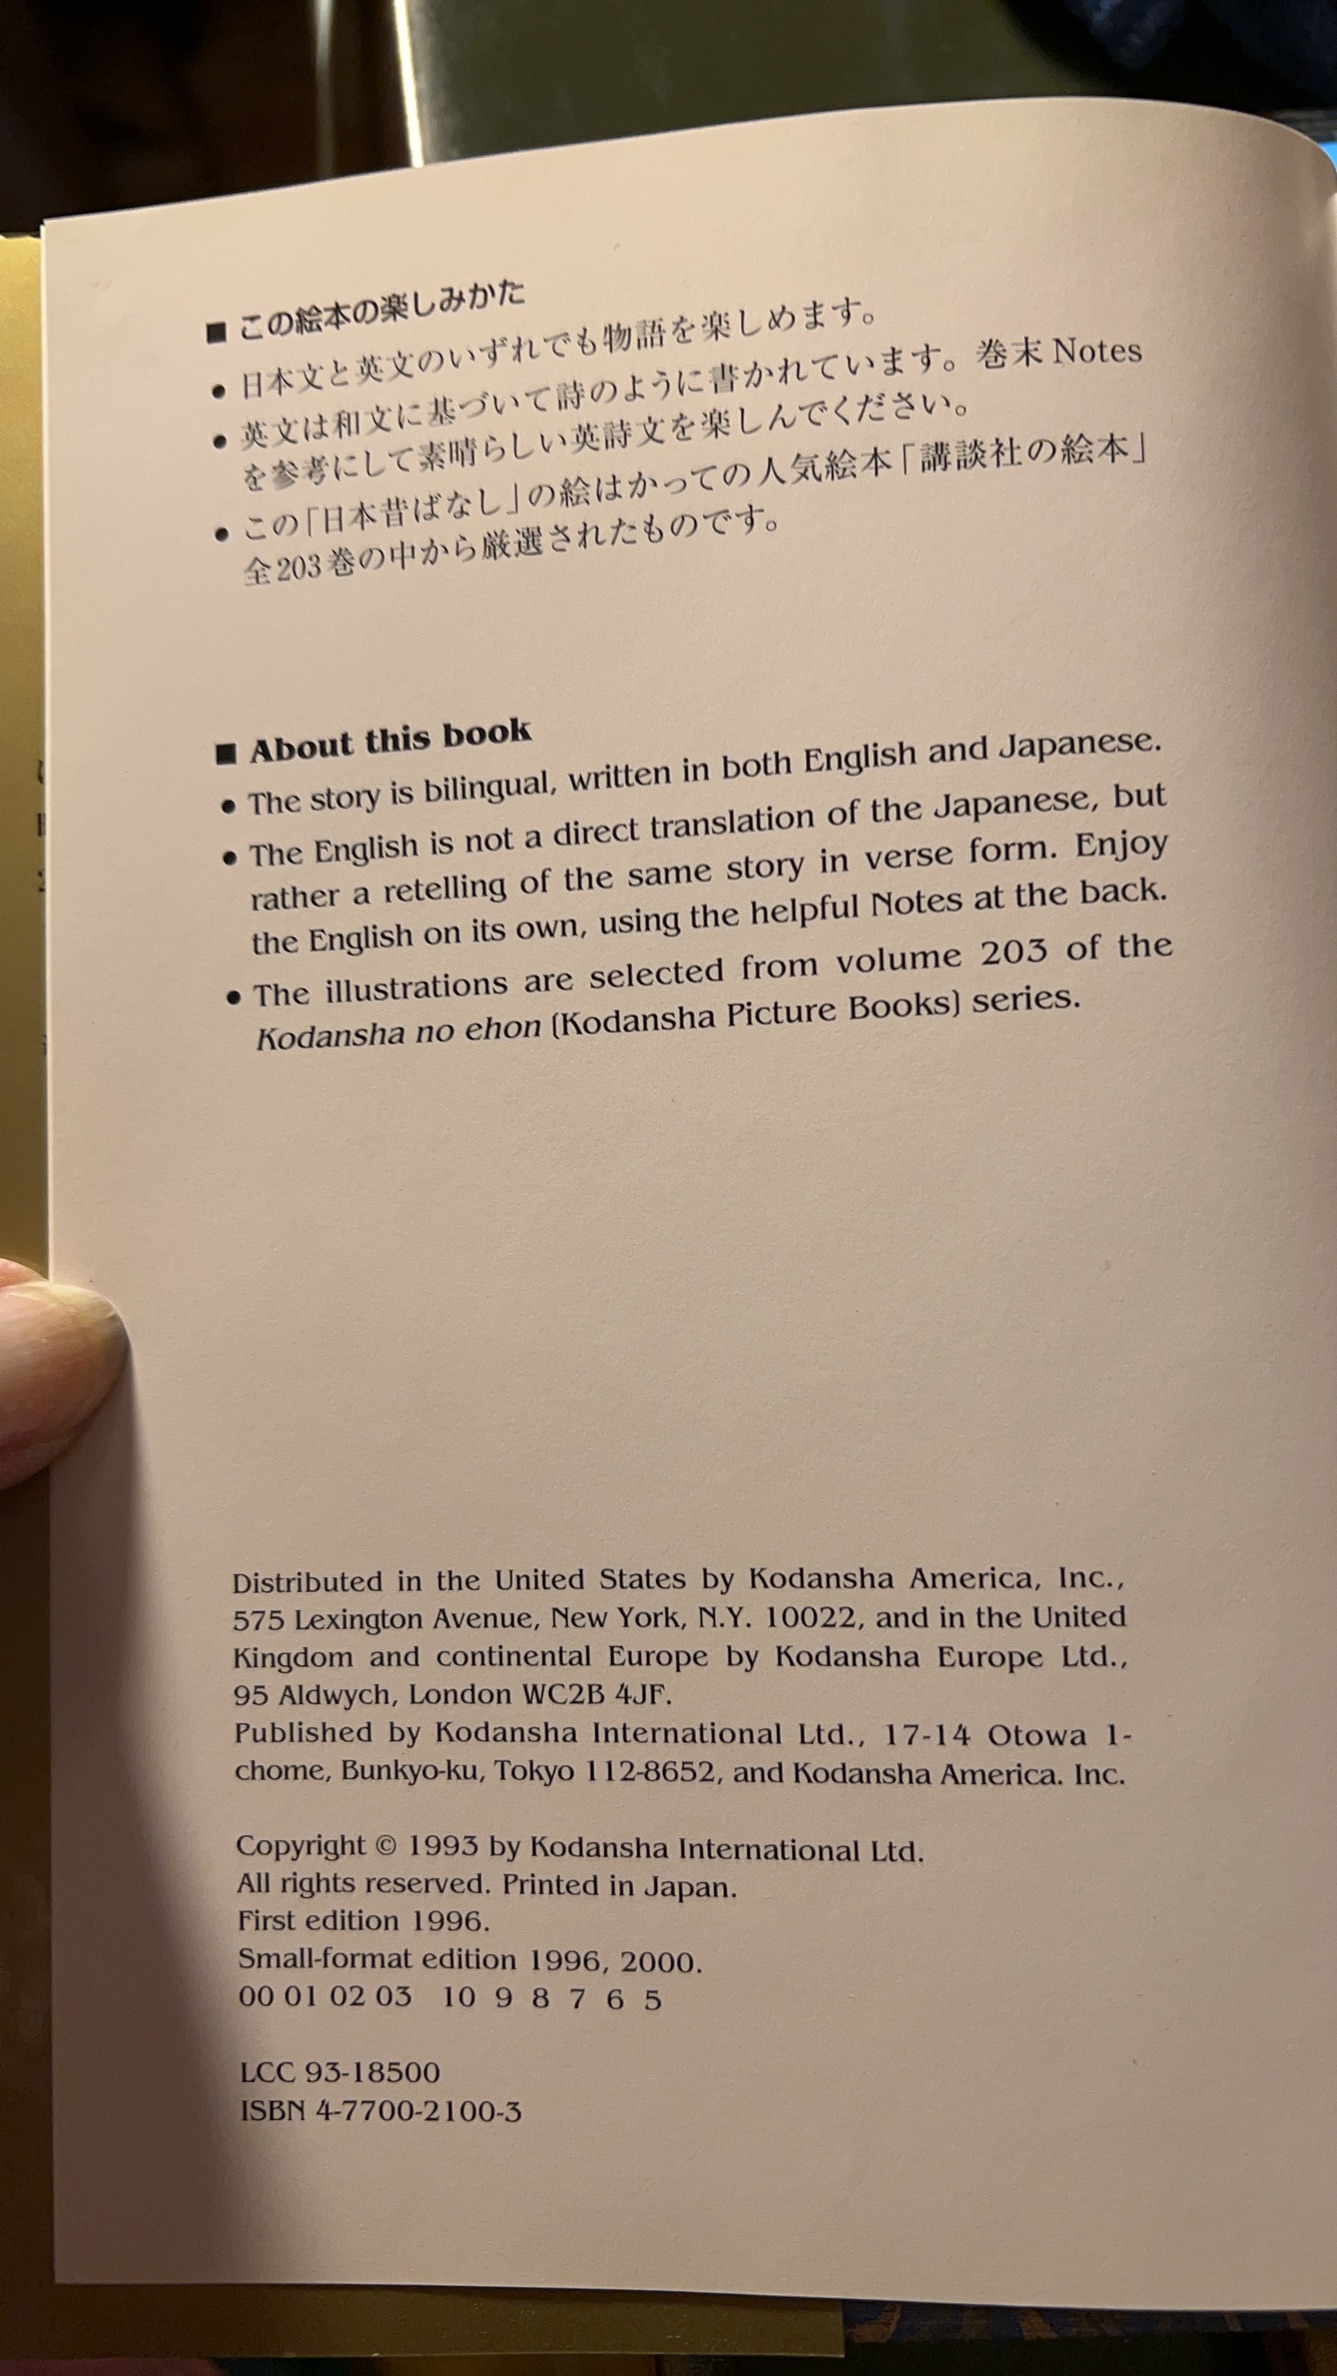 ■ この絵本の楽しみかた
● 日本文と英文のいずれでも物語を楽しめます。
● 英文は和文に基づいて詩のように書かれています。巻末 Notes
を参考にして素晴らしい英詩文を楽しんでください。
● この「日本昔ばなし」の絵はかっての人気絵本「講談社の絵本」
全203巻の中から厳選されたものです。
■ About this book
● The story is bilingual, written in both English and Japanese.
● The English is not a direct translation of the Japanese, but
rather a retelling of the same story in verse form. Enjoy
the English on its own, using the helpful Notes at the back.
● The illustrations are selected from volume 203 of the
Kodansha no ehon (Kodansha Picture Books) series.
Distributed in the United States by Kodansha America, Inc.,
575 Lexington Avenue, New York, N.Y. 10022, and in the United
Kingdom and continental Europe by Kodansha Europe Ltd.,
95 Aldwych, London WC2B 4JF.
Published by Kodansha International Ltd., 17-14 Otowa 1-
chome, Bunkyo-ku, Tokyo 112-8652, and Kodansha America. Inc.
Copyright © 1993 by Kodansha International Ltd.
All rights reserved. Printed in Japan.
First edition 1996.
Small-format edition 1996, 2000.
00 01 02 03 10 9 8 7 6 5
LCC 93-18500
ISBN 4-7700-2100-3